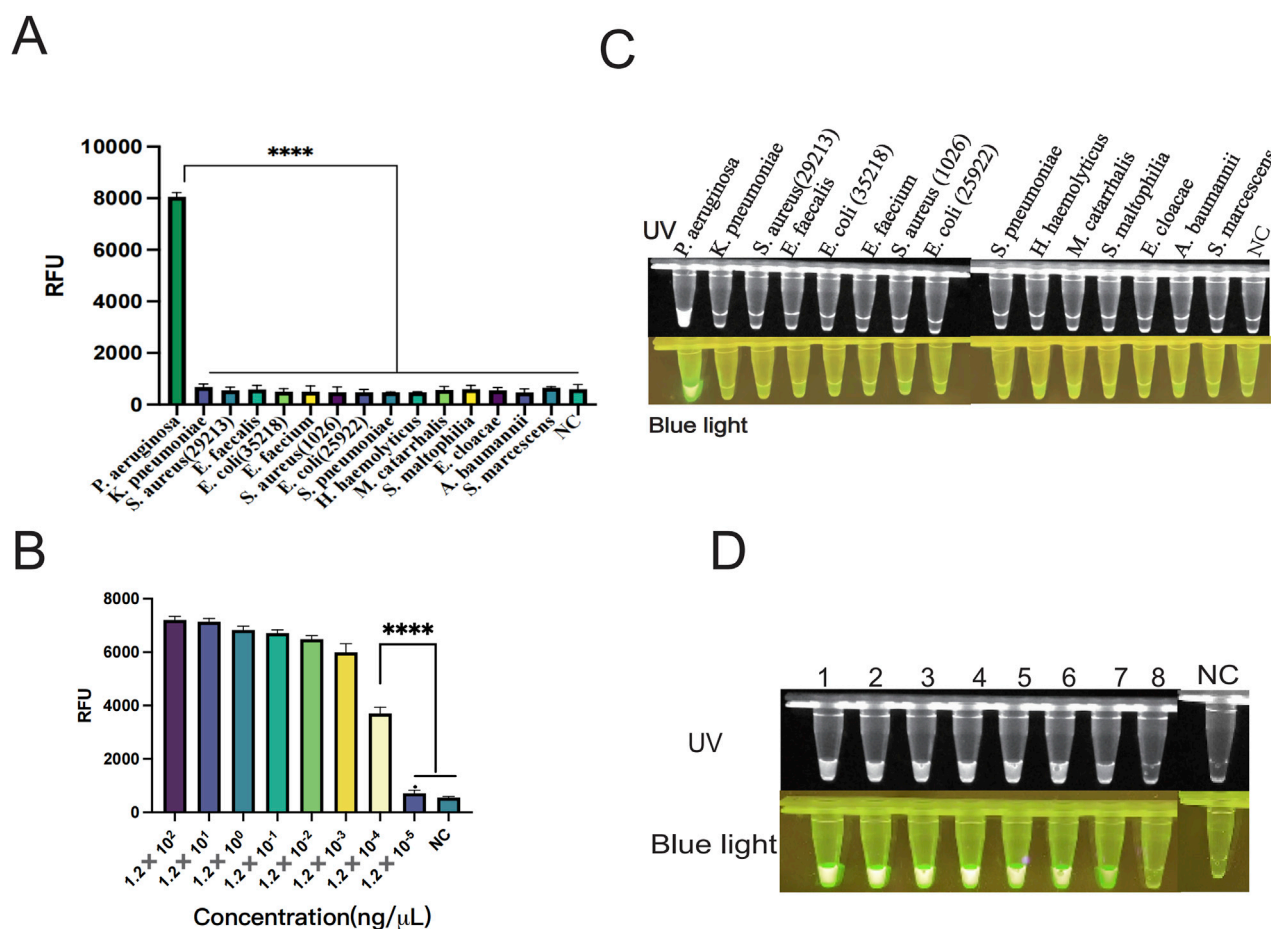 A
10000
8000
6000
4000
2000
0
RFU
****
P. aeruginosa
K. pneumoniae
S. aureus(29213)
E. faecalis
E. coli(35218)
E. faecium
S. aureus(1026)
E. coli(25922)
S. pneumoniae
H. haemolyticus
M. catarrhalis
S. maltophilia
E. cloacae
A. baumannii
S. marcescens
NC
C
P. aeruginosa
K. pneumoniae
S. aureus(29213)
E. faecalis
E. coli (35218)
E. faecium
S. aureus (1026)
E. coli (25922)
S. pneumoniae
H. haemolyticus
M. catarrhalis
S. maltophilia
E. cloacae
A. baumannii
S. marcescens
NC
UV
Blue light
B
8000
6000
4000
2000
0
RFU
****
1.2+10²
1.2+10¹
1.2+10⁰
1.2+10⁻¹
1.2+10⁻²
1.2+10⁻³
1.2+10⁻⁴
1.2+10⁻⁵
NC
Concentration(ng/μL)
D
1 2 3 4 5 6 7 8 NC
UV
Blue light